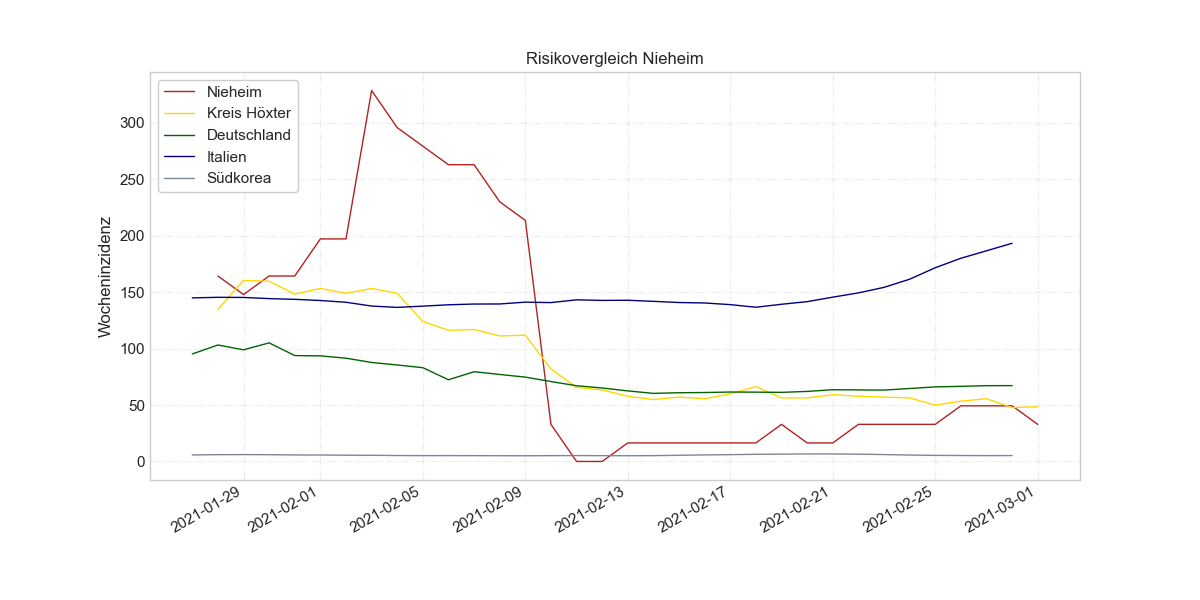 Risikovergleich Nieheim
Nieheim
Kreis Höxter
Deutschland
Italien
Südkorea
Wocheninzidenz
300
250
200
150
100
50
0
2021-01-29
2021-02-01
2021-02-05
2021-02-09
2021-02-13
2021-02-17
2021-02-21
2021-02-25
2021-03-01